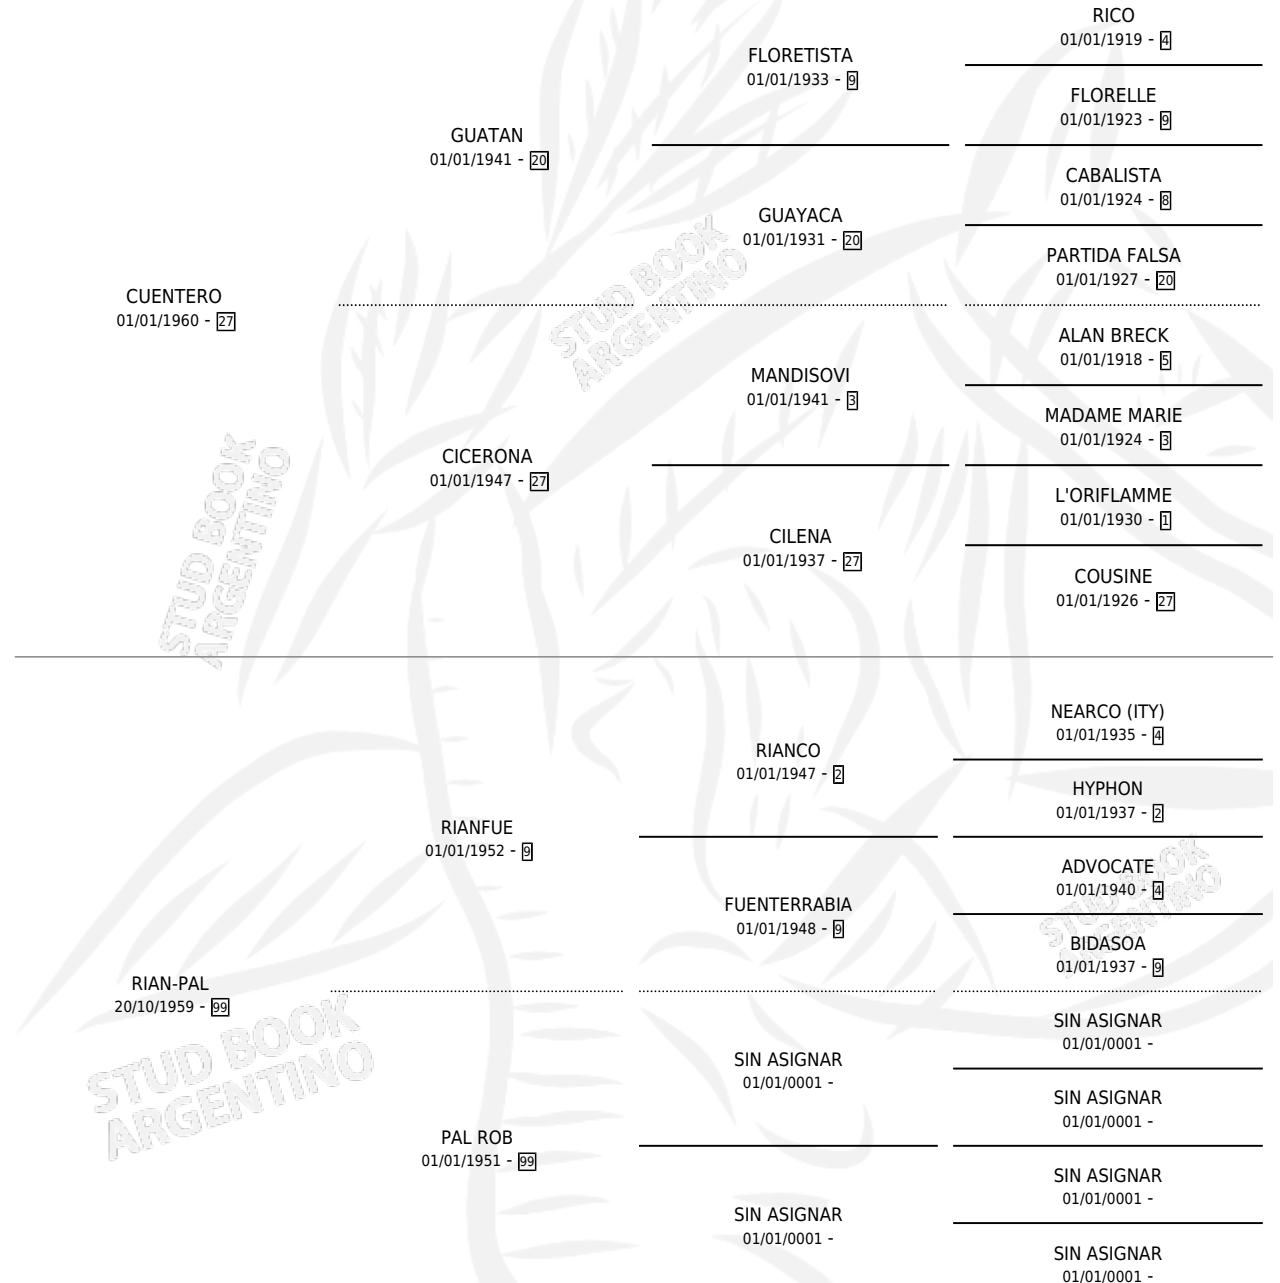 RICO
01/01/1919 - 4
FLORETISTA
01/01/1933 - 9
FLORELLE
01/01/1923 - 9
GUATAN
01/01/1941 - 20
CABALISTA
01/01/1924 - 8
GUAYACA
01/01/1931 - 20
PARTIDA FALSA
01/01/1927 - 20
CUENTERO
01/01/1960 - 27
ALAN BRECK
01/01/1918 - 5
MANDISOVI
01/01/1941 - 3
MADAME MARIE
01/01/1924 - 3
CICERONA
01/01/1947 - 27
L'ORIFLAMME
01/01/1930 - 1
CILENA
01/01/1937 - 27
COUSINE
01/01/1926 - 27
NEARCO (ITY)
01/01/1935 - 4
RIANCO
01/01/1947 - 2
HYPHON
01/01/1937 - 2
RIANFUE
01/01/1952 - 9
ADVOCATE
01/01/1940 - 4
FUENTERRABIA
01/01/1948 - 9
BIDASOA
01/01/1937 - 9
RIAN-PAL
20/10/1959 - 99
SIN ASIGNAR
01/01/0001 -
SIN ASIGNAR
01/01/0001 -
SIN ASIGNAR
01/01/0001 -
PAL ROB
01/01/1951 - 99
SIN ASIGNAR
01/01/0001 -
SIN ASIGNAR
01/01/0001 -
SIN ASIGNAR
01/01/0001 -
STUD BOOK
ARGENTINO
STUD BOOK
ARGENTINO
STUD BOOK
ARGENTINO
STUD BOOK
ARGENTINO